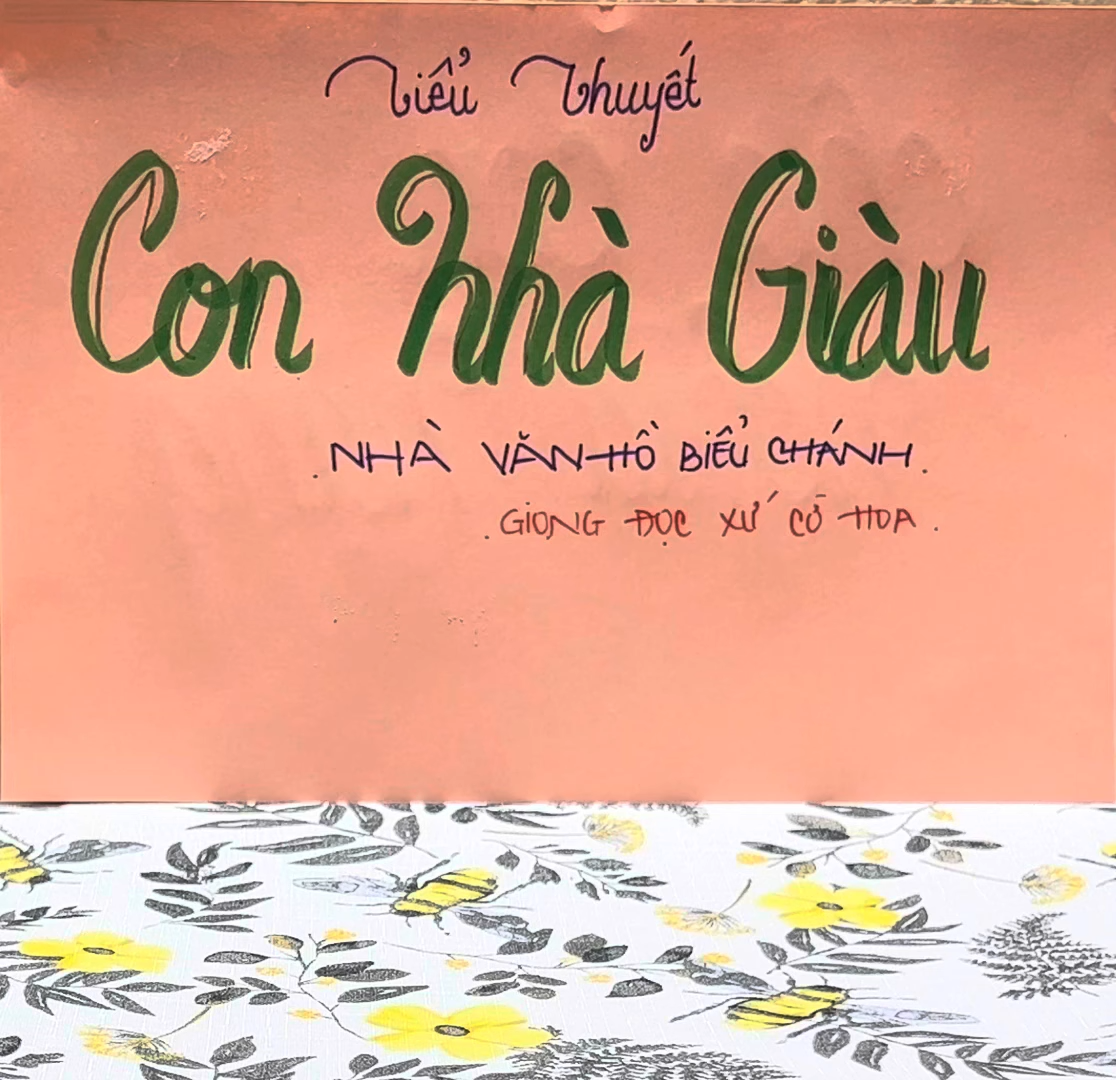 Tiểu Thuyết
Con Nhà Giàu
. NHÀ VĂN HỒ BIỂU CHÁNH .
. GIỌNG ĐỌC XỨ CỎ HOA .